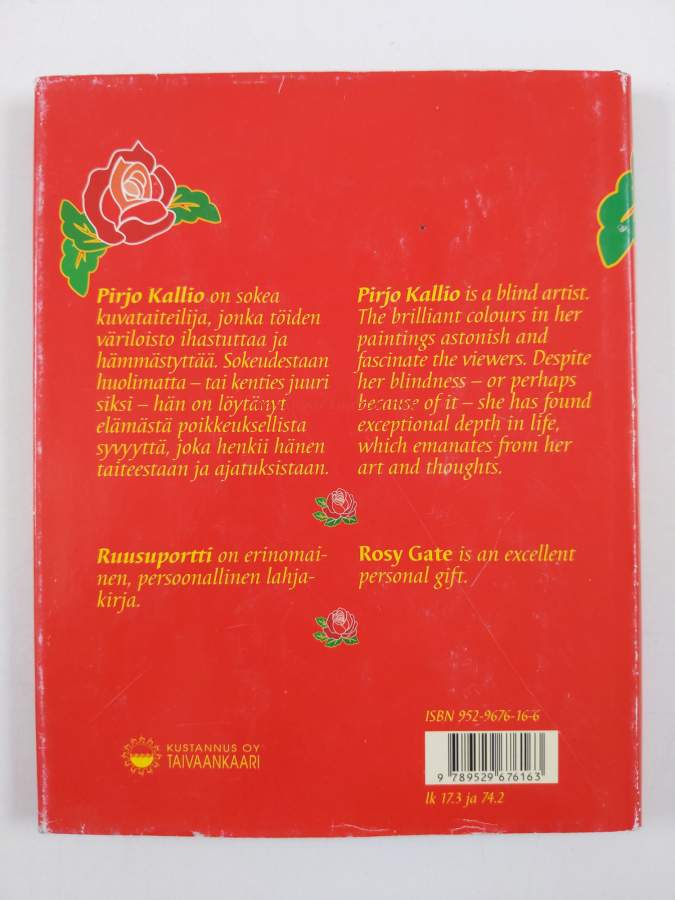 Pirjo Kallio on sokea
kuvataiteilija, jonka töiden
väriloisto ihastuttaa ja
hämmästyttää. Sokeudestaan
huolimatta – tai kenties juuri
siksi – hän on löytänyt
elämästä poikkeuksellista
syvyyttä, joka henkii hänen
taiteestaan ja ajatuksistaan.
Ruusuportti on erinomai-
nen, persoonallinen lahja-
kirja.
Pirjo Kallio is a blind artist.
The brilliant colours in her
paintings astonish and
fascinate the viewers. Despite
her blindness – or perhaps
because of it – she has found
exceptional depth in life,
which emanates from her
art and thoughts.
Rosy Gate is an excellent
personal gift.
KUSTANNUS OY
TAIVAANKAARI
ISBN 952-9676-16-6
9 789529 676163
lk 17.3 ja 74.2